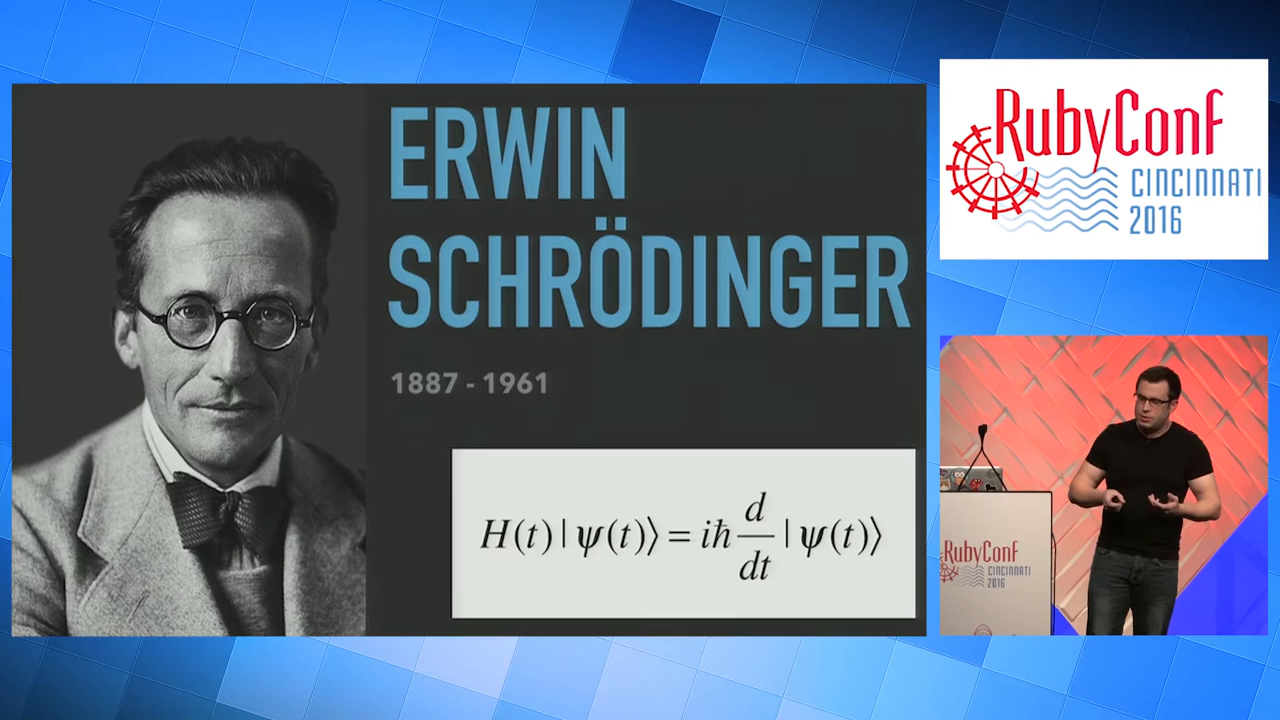 ERWIN
SCHRÖDINGER
1887 - 1961
H(t) | ψ(t)⟩ = iℏ d/dt | ψ(t)⟩
RubyConf
CINCINNATI
2016
RubyConf
CINCINNATI
2016